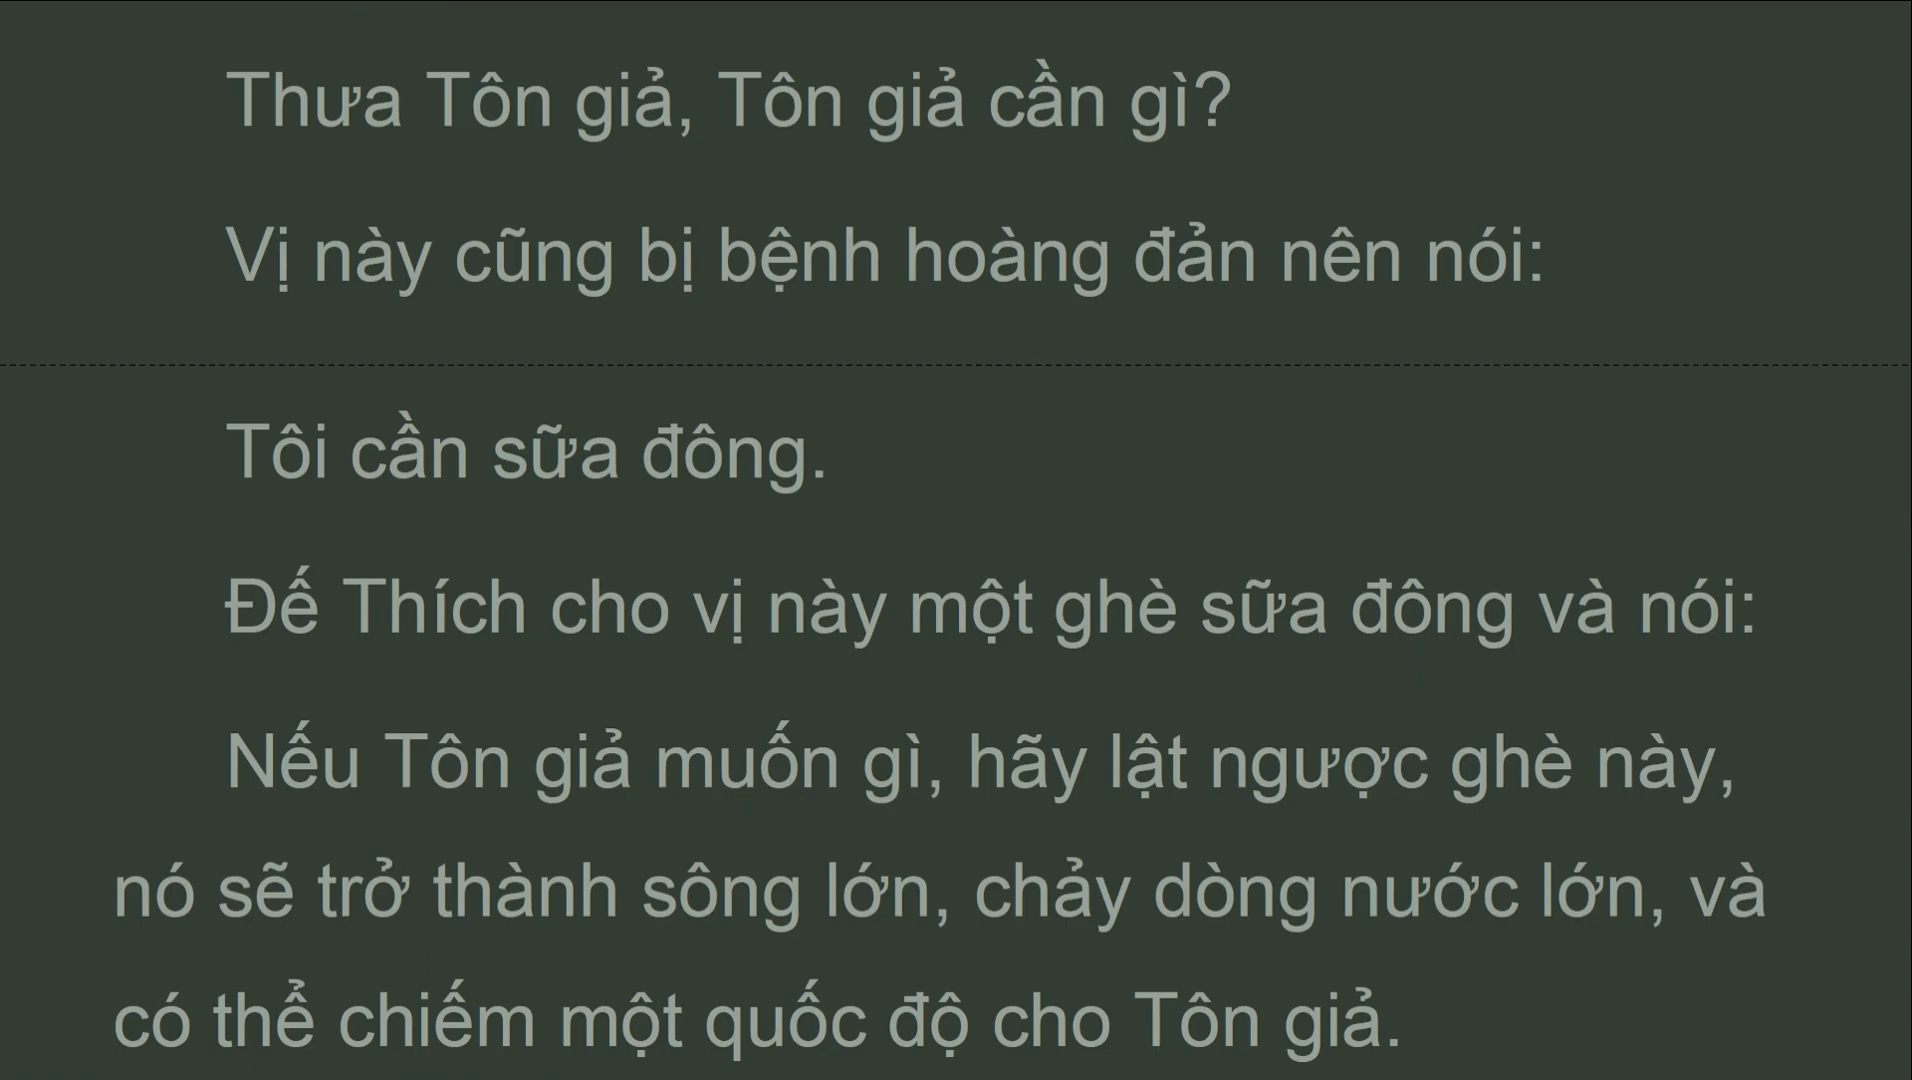 Thưa Tôn giả, Tôn giả cần gì?
Vị này cũng bị bệnh hoàng đản nên nói:
Tôi cần sữa đông.
Đế Thích cho vị này một ghè sữa đông và nói:
Nếu Tôn giả muốn gì, hãy lật ngược ghè này,
nó sẽ trở thành sông lớn, chảy dòng nước lớn, và
có thể chiếm một quốc độ cho Tôn giả.